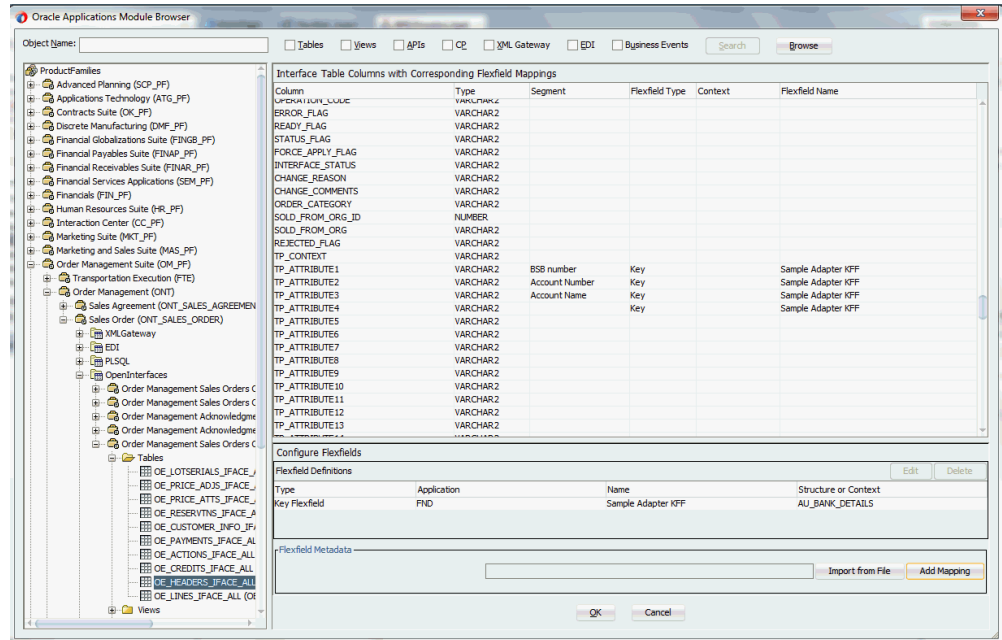 Oracle Applications Module Browser
Object Name: Tables Views APIs CP XML Gateway EDI Business Events Search Browse
ProductFamilies
Advanced Planning (SCP_PF)
Applications Technology (ATG_PF)
Contracts Suite (OK_PF)
Discrete Manufacturing (DMF_PF)
Financial Globalizations Suite (FINGB_PF)
Financial Payables Suite (FINAP_PF)
Financial Receivables Suite (FINAR_PF)
Financial Services Applications (SEM_PF)
Financials (FIN_PF)
Human Resources Suite (HR_PF)
Interaction Center (CC_PF)
Marketing Suite (MKT_PF)
Marketing and Sales Suite (MAS_PF)
Order Management Suite (OM_PF)
Transportation Execution (FTE)
Order Management (ONT)
Sales Agreement (ONT_SALES_AGREEMEN
Sales Order (ONT_SALES_ORDER)
XMLGateway
EDI
PLSQL
OpenInterfaces
Order Management Sales Orders C
Order Management Sales Orders C
Order Management Acknowledgme
Order Management Acknowledgme
Order Management Sales Orders C
Tables
OE_LOTSERIALS_IFACE_
OE_PRICE_ADJS_IFACE_
OE_PRICE_ATTS_IFACE_
OE_RESERVTNS_IFACE_A
OE_CUSTOMER_INFO_IF
OE_PAYMENTS_IFACE_AL
OE_ACTIONS_IFACE_ALL
OE_CREDITS_IFACE_ALL
OE_HEADERS_IFACE_ALL
OE_LINES_IFACE_ALL (OE
Views
Interface Table Columns with Corresponding Flexfield Mappings
Column Type Segment Flexfield Type Context Flexfield Name
OPERATION_CODE VARCHAR2
ERROR_FLAG VARCHAR2
READY_FLAG VARCHAR2
STATUS_FLAG VARCHAR2
FORCE_APPLY_FLAG VARCHAR2
INTERFACE_STATUS VARCHAR2
CHANGE_REASON VARCHAR2
CHANGE_COMMENTS VARCHAR2
ORDER_CATEGORY VARCHAR2
SOLD_FROM_ORG_ID NUMBER
SOLD_FROM_ORG VARCHAR2
REJECTED_FLAG VARCHAR2
TP_CONTEXT VARCHAR2
TP_ATTRIBUTE1 VARCHAR2 BSB number Key Sample Adapter KFF
TP_ATTRIBUTE2 VARCHAR2 Account Number Key Sample Adapter KFF
TP_ATTRIBUTE3 VARCHAR2 Account Name Key Sample Adapter KFF
TP_ATTRIBUTE4 VARCHAR2 Key Sample Adapter KFF
TP_ATTRIBUTE5 VARCHAR2
TP_ATTRIBUTE6 VARCHAR2
TP_ATTRIBUTE7 VARCHAR2
TP_ATTRIBUTE8 VARCHAR2
TP_ATTRIBUTE9 VARCHAR2
TP_ATTRIBUTE10 VARCHAR2
TP_ATTRIBUTE11 VARCHAR2
TP_ATTRIBUTE12 VARCHAR2
TP_ATTRIBUTE13 VARCHAR2
Configure Flexfields
Flexfield Definitions Edit Delete
Type Application Name Structure or Context
Key Flexfield FND Sample Adapter KFF AU_BANK_DETAILS
Flexfield Metadata
Import from File Add Mapping
OK Cancel